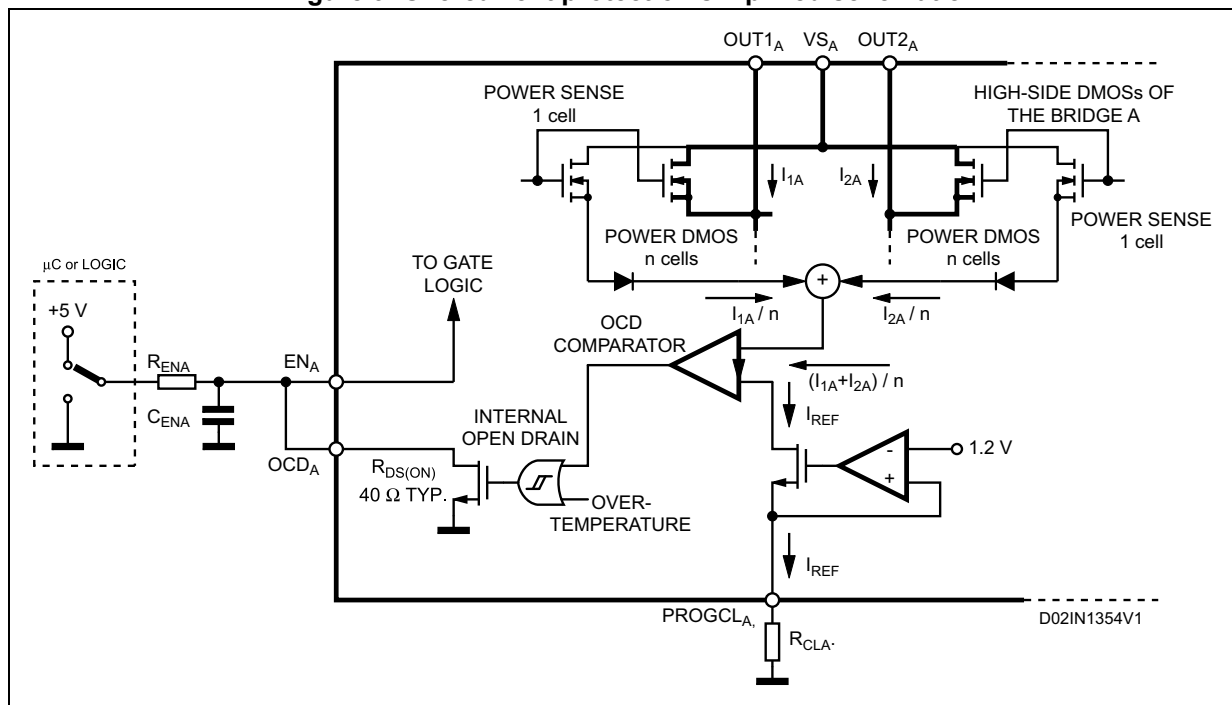 OUT1A VSA OUT2A
POWER SENSE
1 cell
HIGH-SIDE DMOSs OF
THE BRIDGE A
I1A
I2A
POWER SENSE
1 cell
POWER DMOS
n cells
POWER DMOS
n cells
μC or LOGIC
+5 V
TO GATE
LOGIC
+
I1A / n
I2A / n
OCD
COMPARATOR
RENA
ENA
(I1A+I2A) / n
CENA
IREF
INTERNAL
OPEN DRAIN
-
1.2 V
+
OCDA
RDS(ON)
40 Ω TYP.
OVER-
TEMPERATURE
IREF
PROGCLA,
D02IN1354V1
RCLA.